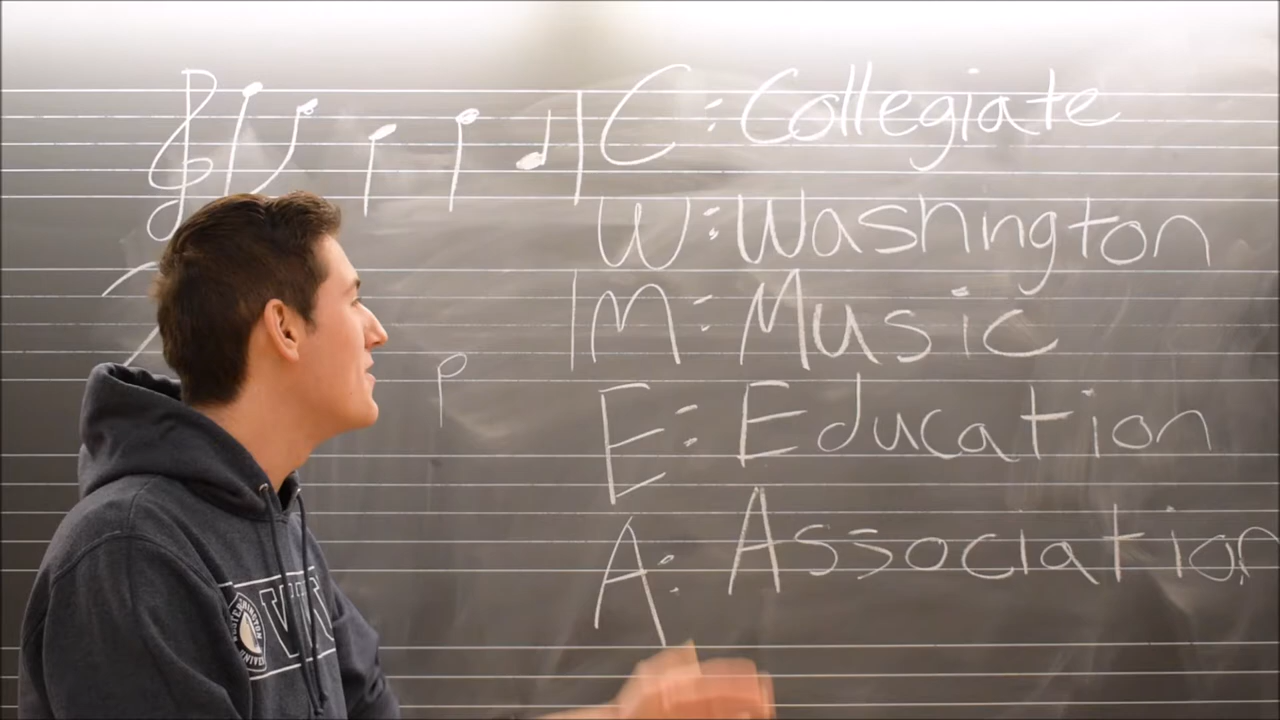 C : Collegiate
W : Washington
M : Music
E : Education
A : Association
P